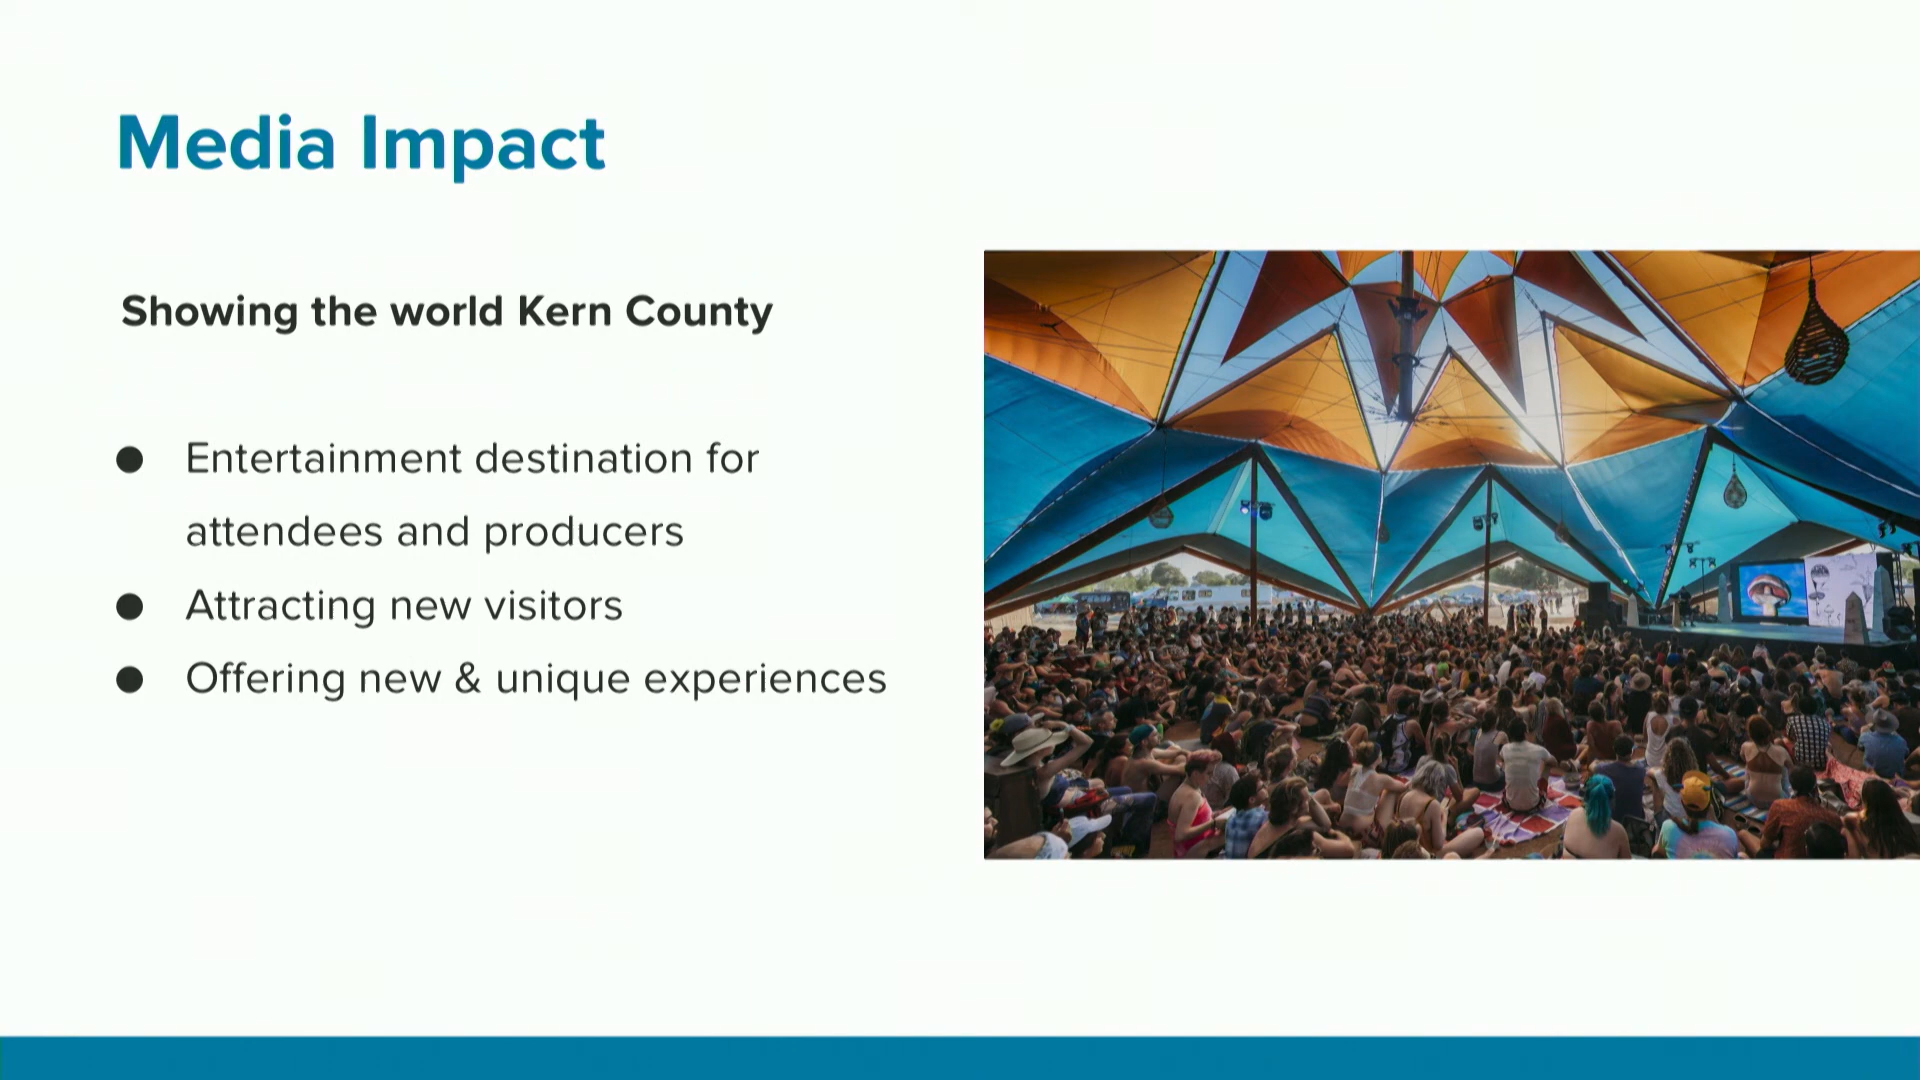 Media Impact
Showing the world Kern County
● Entertainment destination for
attendees and producers
● Attracting new visitors
● Offering new & unique experiences